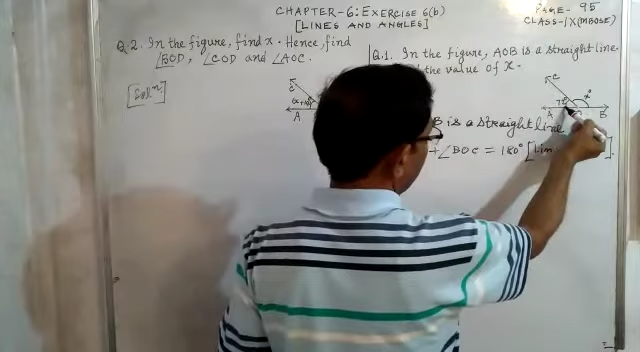 CHAPTER-6: EXERCISE 6(b)
[LINES AND ANGLES]
PAGE- 95
CLASS-IX(MBOSE)
Q.2. In the figure, find x. Hence, find
∠BOD, ∠COD and ∠AOC.
[Solⁿ]
A
Q.1. In the figure, AOB is a straight line.
the value of x.
C
x°
A
B
B is a straight line
+∠BOC = 180° [Lin